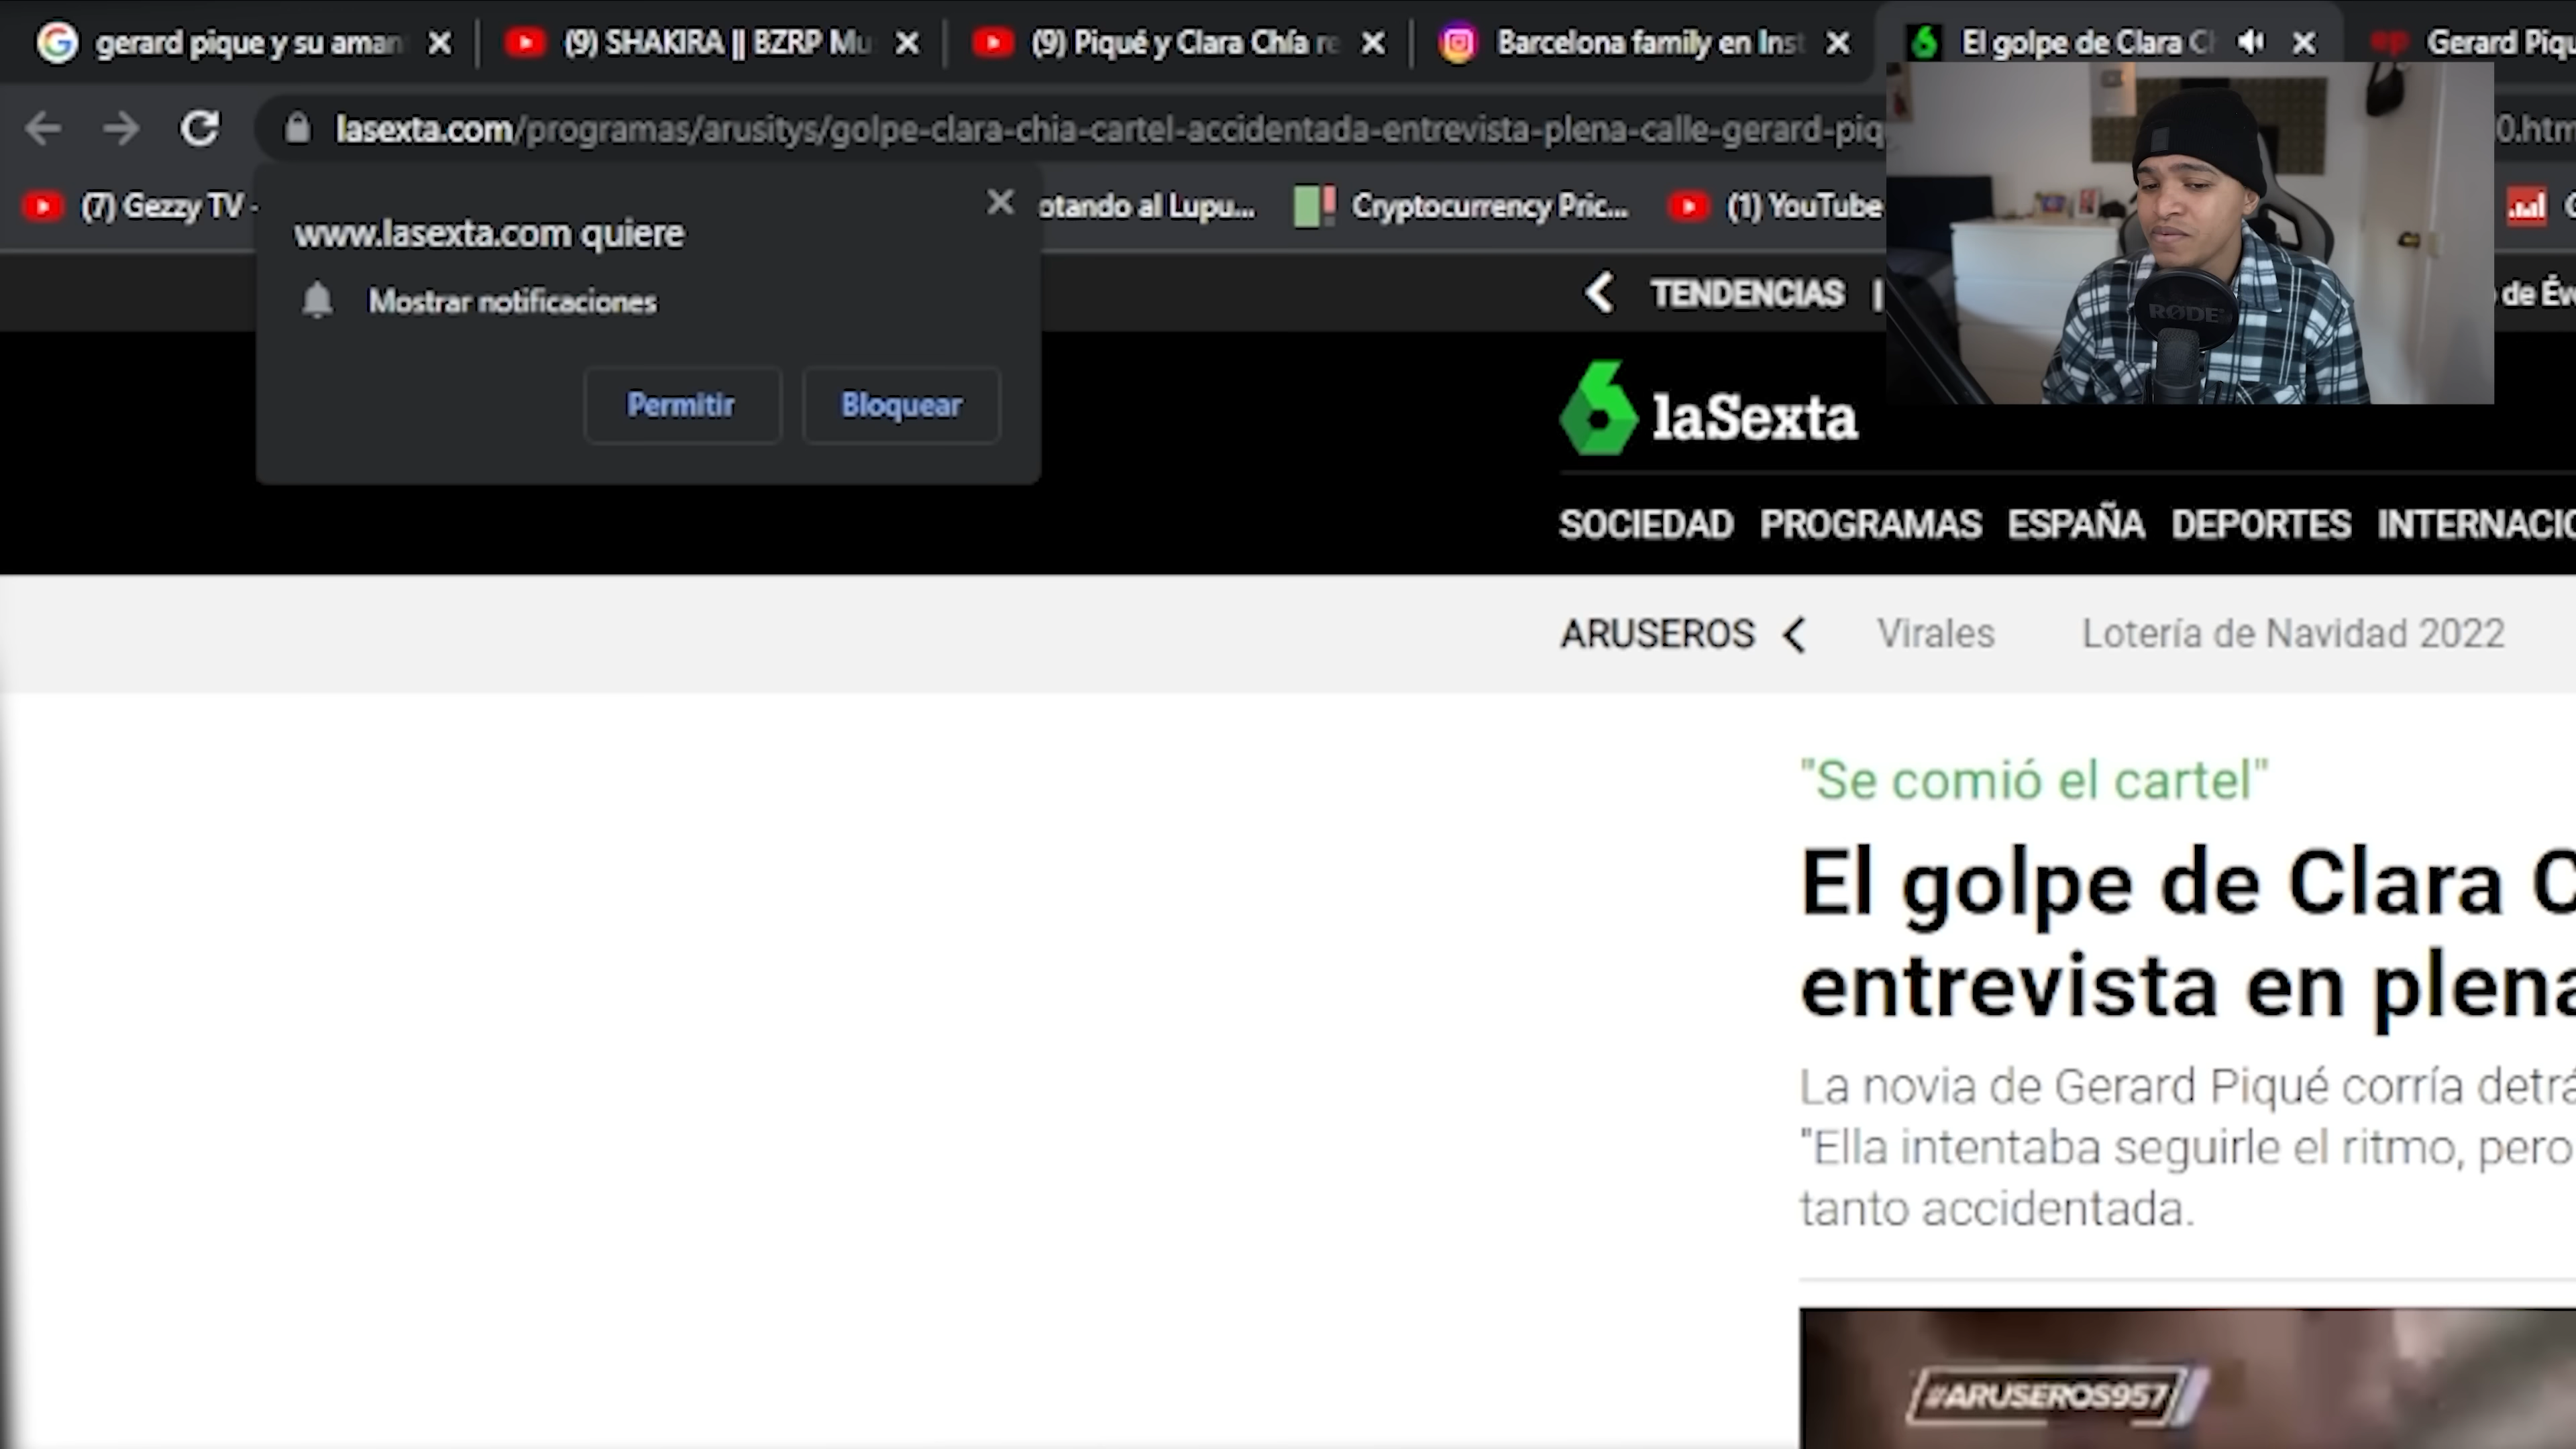 gerard pique y su aman
(9) SHAKIRA || BZRP Mu
(9) Piqué y Clara Chía re
Barcelona family en Inst
El golpe de Clara C
Gerard Piqu
lasexta.com/programas/arusitys/golpe-clara-chia-cartel-accidentada-entrevista-plena-calle-gerard-piq
0.htm
(7) Gezzy TV -
otando al Lupu...
Cryptocurrency Pric...
(1) YouTube
www.lasexta.com quiere
Mostrar notificaciones
Permitir
Bloquear
TENDENCIAS
de Év
laSexta
RØDE
SOCIEDAD PROGRAMAS ESPAÑA DEPORTES INTERNACIO
ARUSEROS Virales Lotería de Navidad 2022
"Se comió el cartel"
El golpe de Clara C
entrevista en plena
La novia de Gerard Piqué corría detrá
"Ella intentaba seguirle el ritmo, pero
tanto accidentada.
#ARUSEROS957